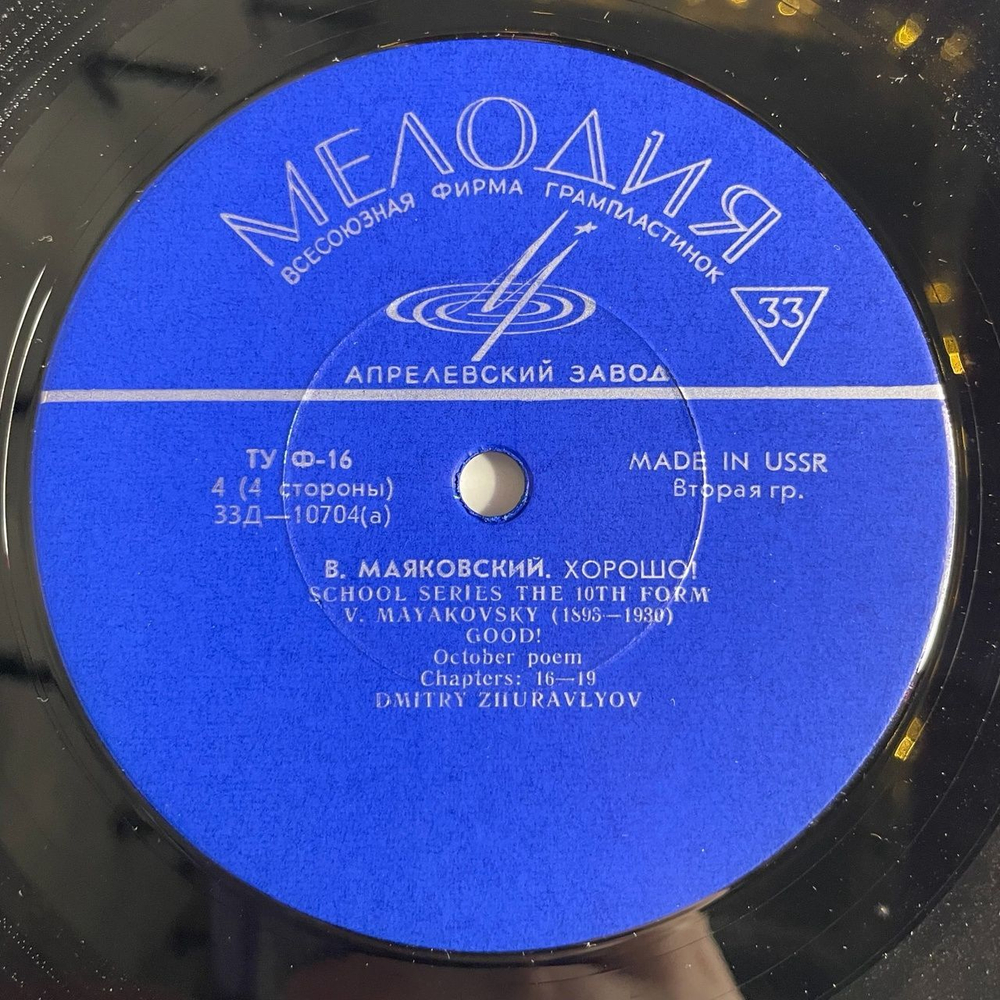 МЕЛОДИЯ
ВСЕСОЮЗНАЯ ФИРМА ГРАМПЛАСТИНОК
33
АПРЕЛЕВСКИЙ ЗАВОД
ТУ Ф-16
4 (4 стороны)
33Д—10704(а)
MADE IN USSR
Вторая гр.
В. МАЯКОВСКИЙ. ХОРОШО!
SCHOOL SERIES THE 10TH FORM
V. MAYAKOVSKY (1893—1930)
GOOD!
October poem
Chapters: 16—19
DMITRY ZHURAVLYOV